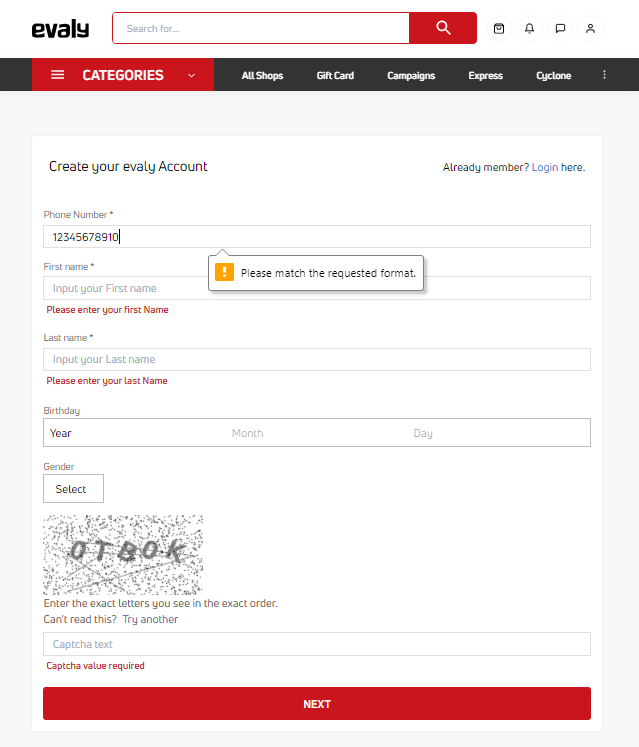 evaly
Search for...
CATEGORIES All Shops Gift Card Campaigns Express Cyclone
Create your evaly Account
Already member? Login here.
Phone Number *
12345678910
Please match the requested format.
First name *
Input your First name
Please enter your first Name
Last name *
Input your Last name
Please enter your last Name
Birthday
Year Month Day
Gender
Select
OTBOK
Enter the exact letters you see in the exact order.
Can't read this? Try another
Captcha text
Captcha value required
NEXT